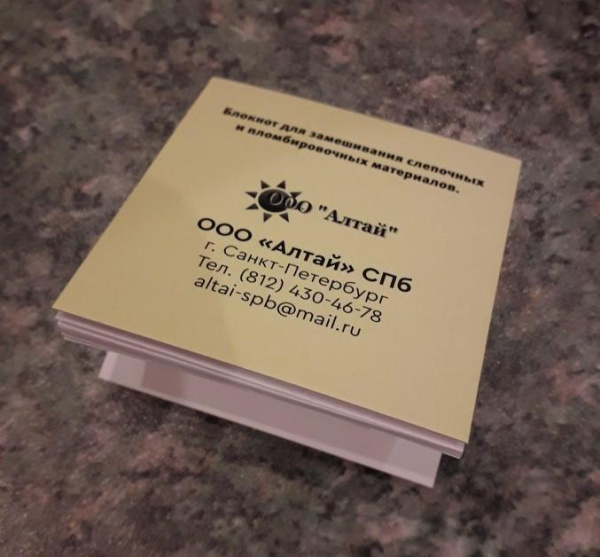 Блокнот для замешивания слепочных
и пломбировочных материалов.
ООО "Алтай"
ООО «Алтай» СПб
г. Санкт-Петербург
Тел. (812) 430-46-78
altai-spb@mail.ru